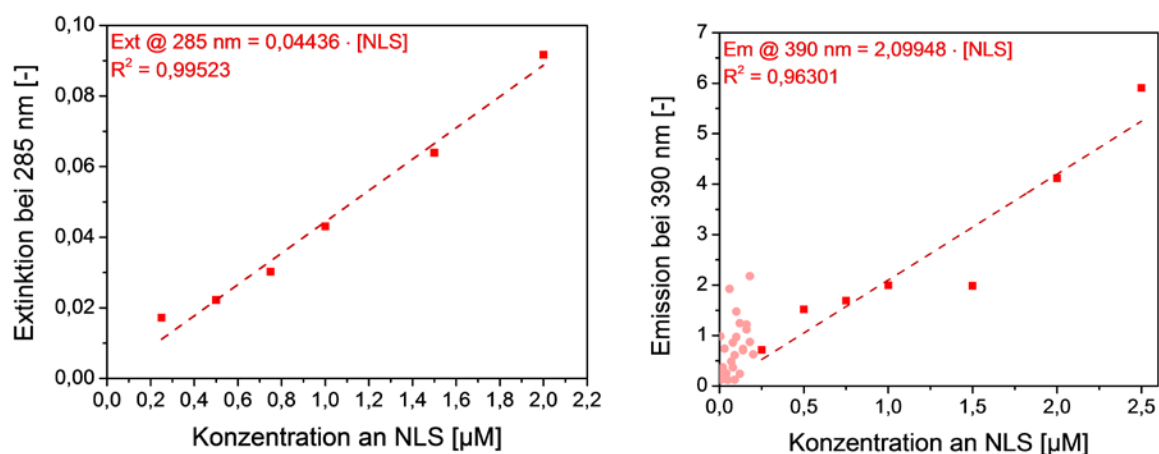 Ext @ 285 nm = 0,04436 · [NLS]
R² = 0,99523
Extinktion bei 285 nm [-]
0,10
0,08
0,06
0,04
0,02
0,00
0,0 0,2 0,4 0,6 0,8 1,0 1,2 1,4 1,6 1,8 2,0 2,2
Konzentration an NLS [µM]
Em @ 390 nm = 2,09948 · [NLS]
R² = 0,96301
Emission bei 390 nm [-]
7
6
5
4
3
2
1
0
0,0 0,5 1,0 1,5 2,0 2,5
Konzentration an NLS [µM]